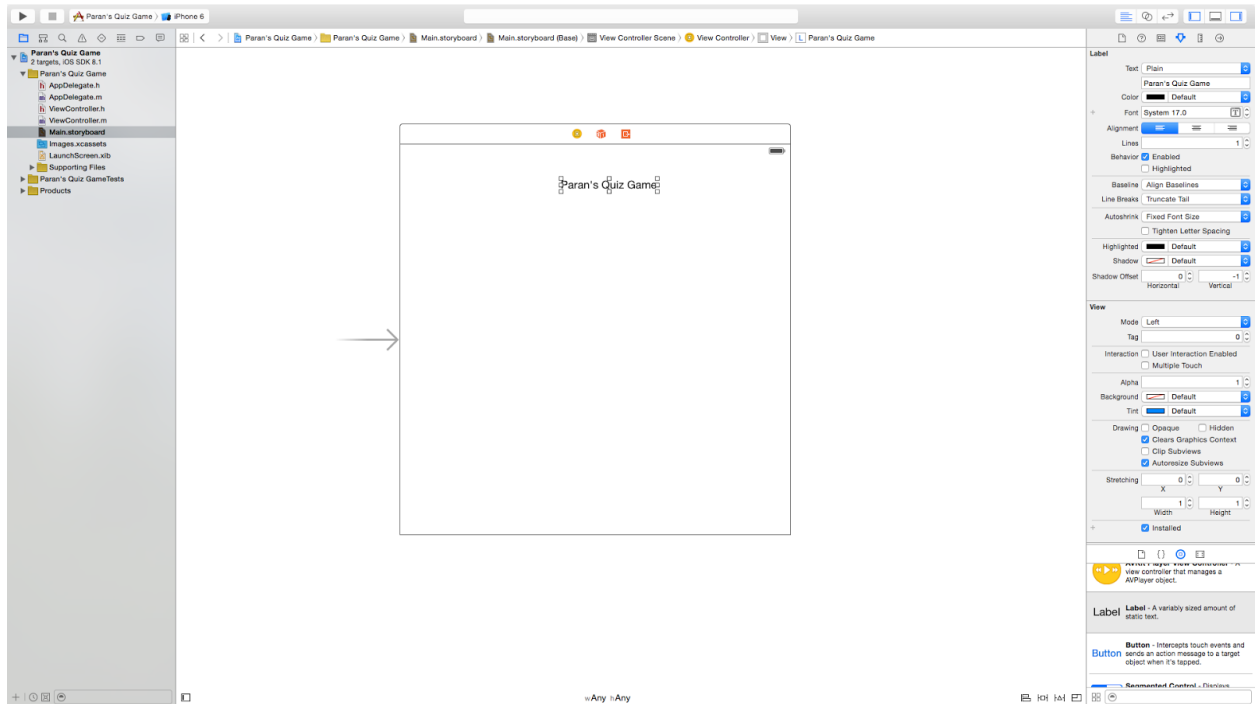 Paran's Quiz Game
iPhone 6
Paran's Quiz Game
Paran's Quiz Game
Main.storyboard
Main.storyboard (Base)
View Controller Scene
View Controller
View
L Paran's Quiz Game
Paran's Quiz Game
2 targets, iOS SDK 8.1
Paran's Quiz Game
h AppDelegate.h
m AppDelegate.m
h ViewController.h
m ViewController.m
Main.storyboard
Images.xcassets
LaunchScreen.xib
Supporting Files
Paran's Quiz GameTests
Products
Paran's Quiz Game
wAny hAny
Label
Text Plain
Paran's Quiz Game
Color Default
+ Font System 17.0 T
Alignment
Lines 1
Behavior Enabled
Highlighted
Baseline Align Baselines
Line Breaks Truncate Tail
Autoshrink Fixed Font Size
Tighten Letter Spacing
Highlighted Default
Shadow Default
Shadow Offset 0 -1
Horizontal Vertical
View
Mode Left
Tag 0
Interaction User Interaction Enabled
Multiple Touch
Alpha 1
Background Default
Tint Default
Drawing Opaque Hidden
Clears Graphics Context
Clip Subviews
Autoresize Subviews
Stretching 0 0
X Y
1 1
Width Height
+ Installed
{}
AVKit Player View Controller - A
view controller that manages a
AVPlayer object.
Label
Label - A variably sized amount of
static text.
Button
Button - Intercepts touch events and
sends an action message to a target
object when it's tapped.
Segmented Control - Displays